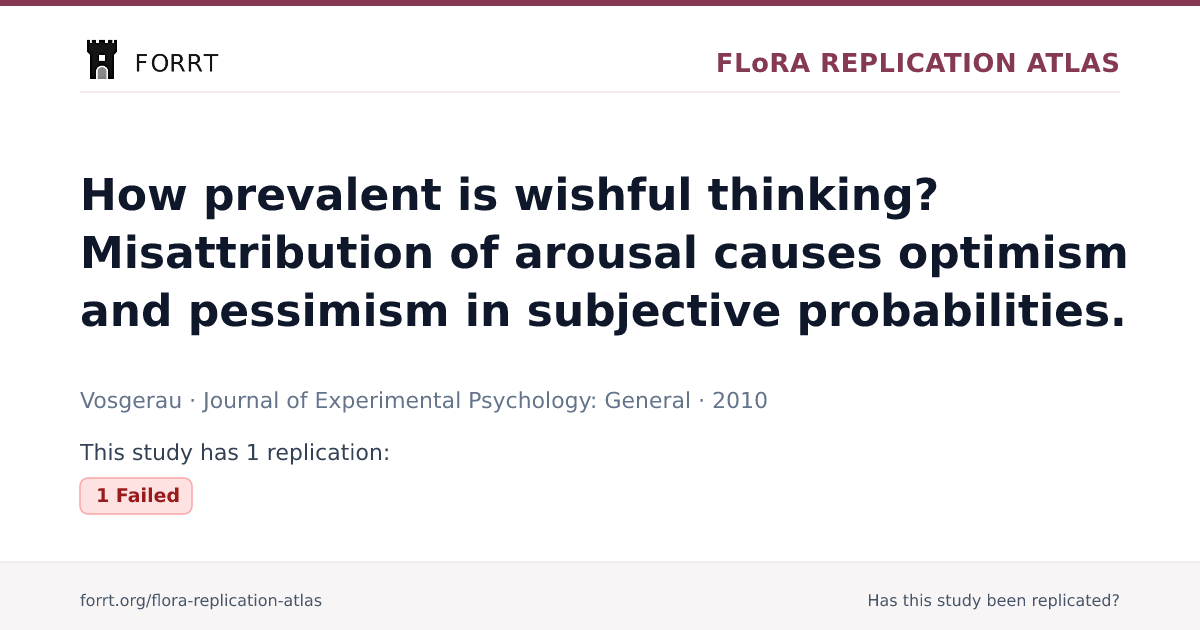 FORRT
FLoRA REPLICATION ATLAS
How prevalent is wishful thinking?
Misattribution of arousal causes optimism
and pessimism in subjective probabilities.
Vosgerau · Journal of Experimental Psychology: General · 2010
This study has 1 replication:
1 Failed
forrt.org/flora-replication-atlas
Has this study been replicated?